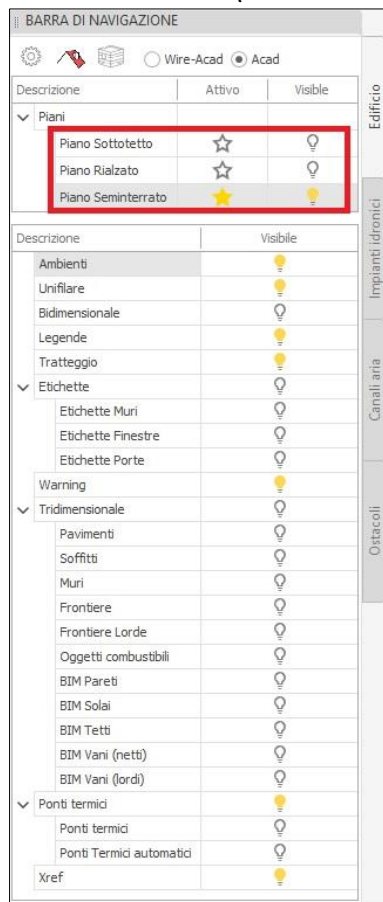 BARRA DI NAVIGAZIONE
Wire-Acad Acad
Descrizione Attivo Visible
Piani
Piano Sottotetto
Piano Rialzato
Piano Seminterrato
Descrizione Visibile
Ambienti
Unifilare
Bidimensionale
Legende
Tratteggio
Etichette
Etichette Muri
Etichette Finestre
Etichette Porte
Warning
Tridimensionale
Pavimenti
Soffitti
Muri
Frontiere
Frontiere Lorde
Oggetti combustibili
BIM Pareti
BIM Solai
BIM Tetti
BIM Vani (netti)
BIM Vani (lordi)
Ponti termici
Ponti termici
Ponti Termici automatici
Xref
Edificio
Impianti idronici
Canali aria
Ostacoli